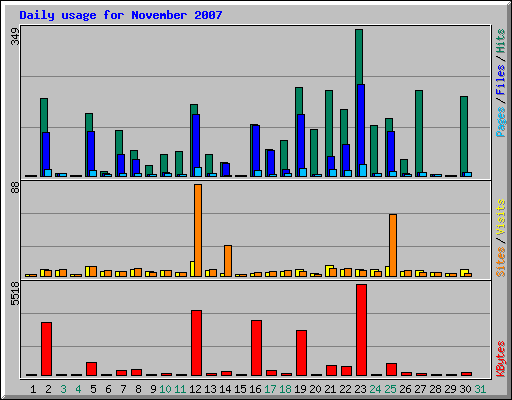 Daily usage for November 2007
349
Pages / Files / Hits
88
Sites / Visits
5518
KBytes
1 2 3 4 5 6 7 8 9 10 11 12 13 14 15 16 17 18 19 20 21 22 23 24 25 26 27 28 29 30 31